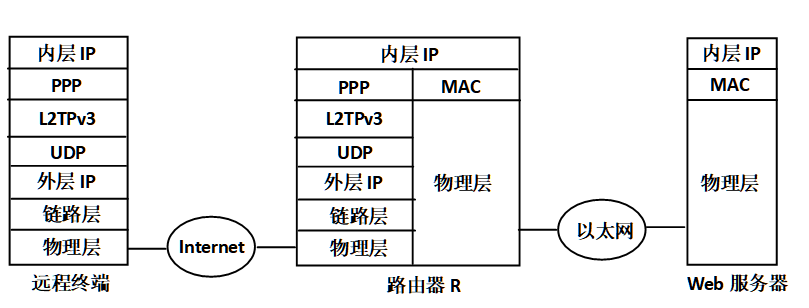 内层 IP
PPP
L2TPv3
UDP
外层 IP
链路层
物理层
远程终端
Internet
内层 IP
PPP
MAC
L2TPv3
UDP
外层 IP
链路层
物理层
物理层
路由器 R
以太网
内层 IP
MAC
物理层
Web 服务器